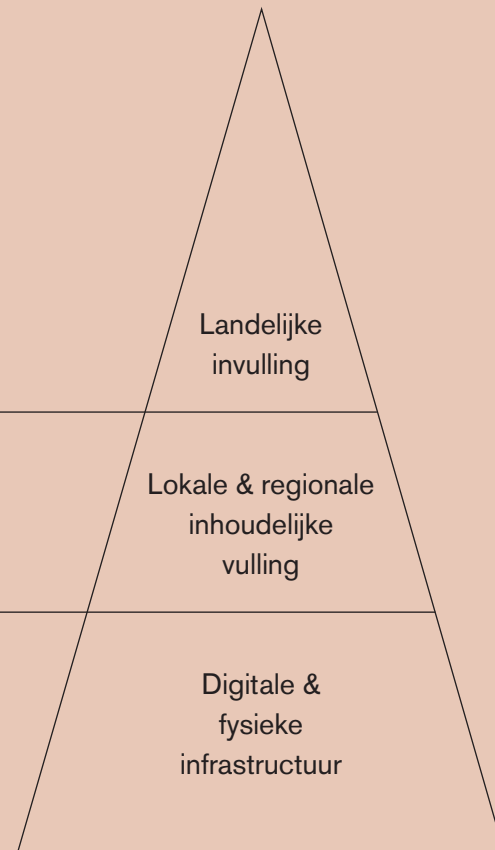 Landelijke
invulling
Lokale & regionale
inhoudelijke
vulling
Digitale &
fysieke
infrastructuur